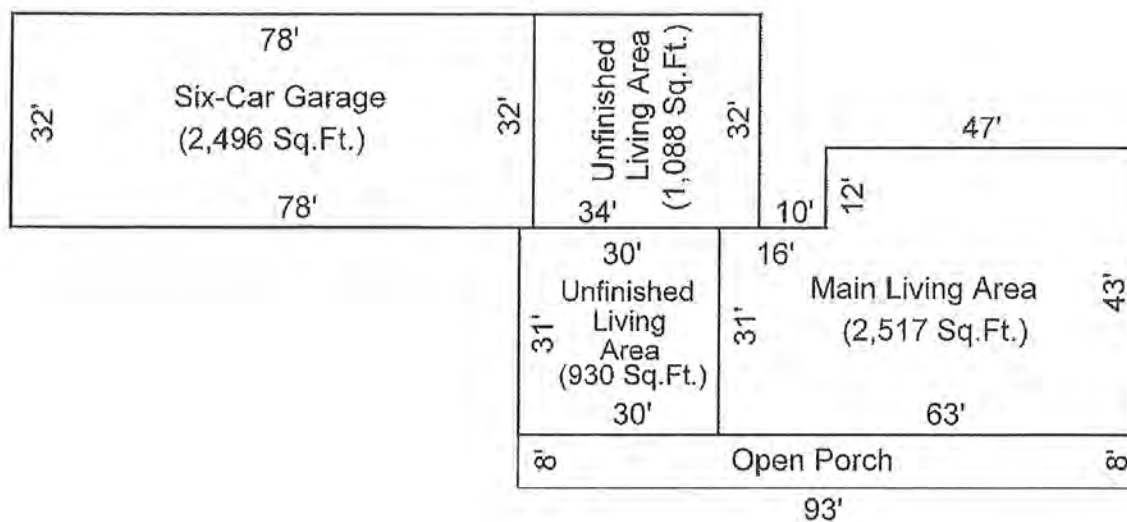 78'
Six-Car Garage
(2,496 Sq.Ft.)
32'
32'
78'
Unfinished
Living Area
(1,088 Sq.Ft.)
32'
34'
10'
47'
12'
30'
Unfinished
Living
Area
(930 Sq.Ft.)
31'
30'
16'
31'
Main Living Area
(2,517 Sq.Ft.)
43'
63'
8'
Open Porch
8'
93'